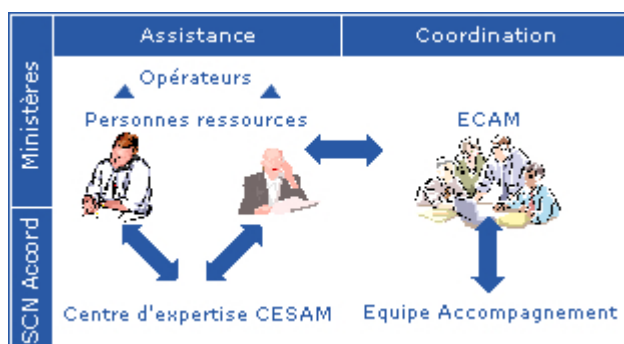 Assistance
Coordination
Ministères
Opérateurs
Personnes ressources
ECAM
SCN Accord
Centre d'expertise CESAM
Equipe Accompagnement